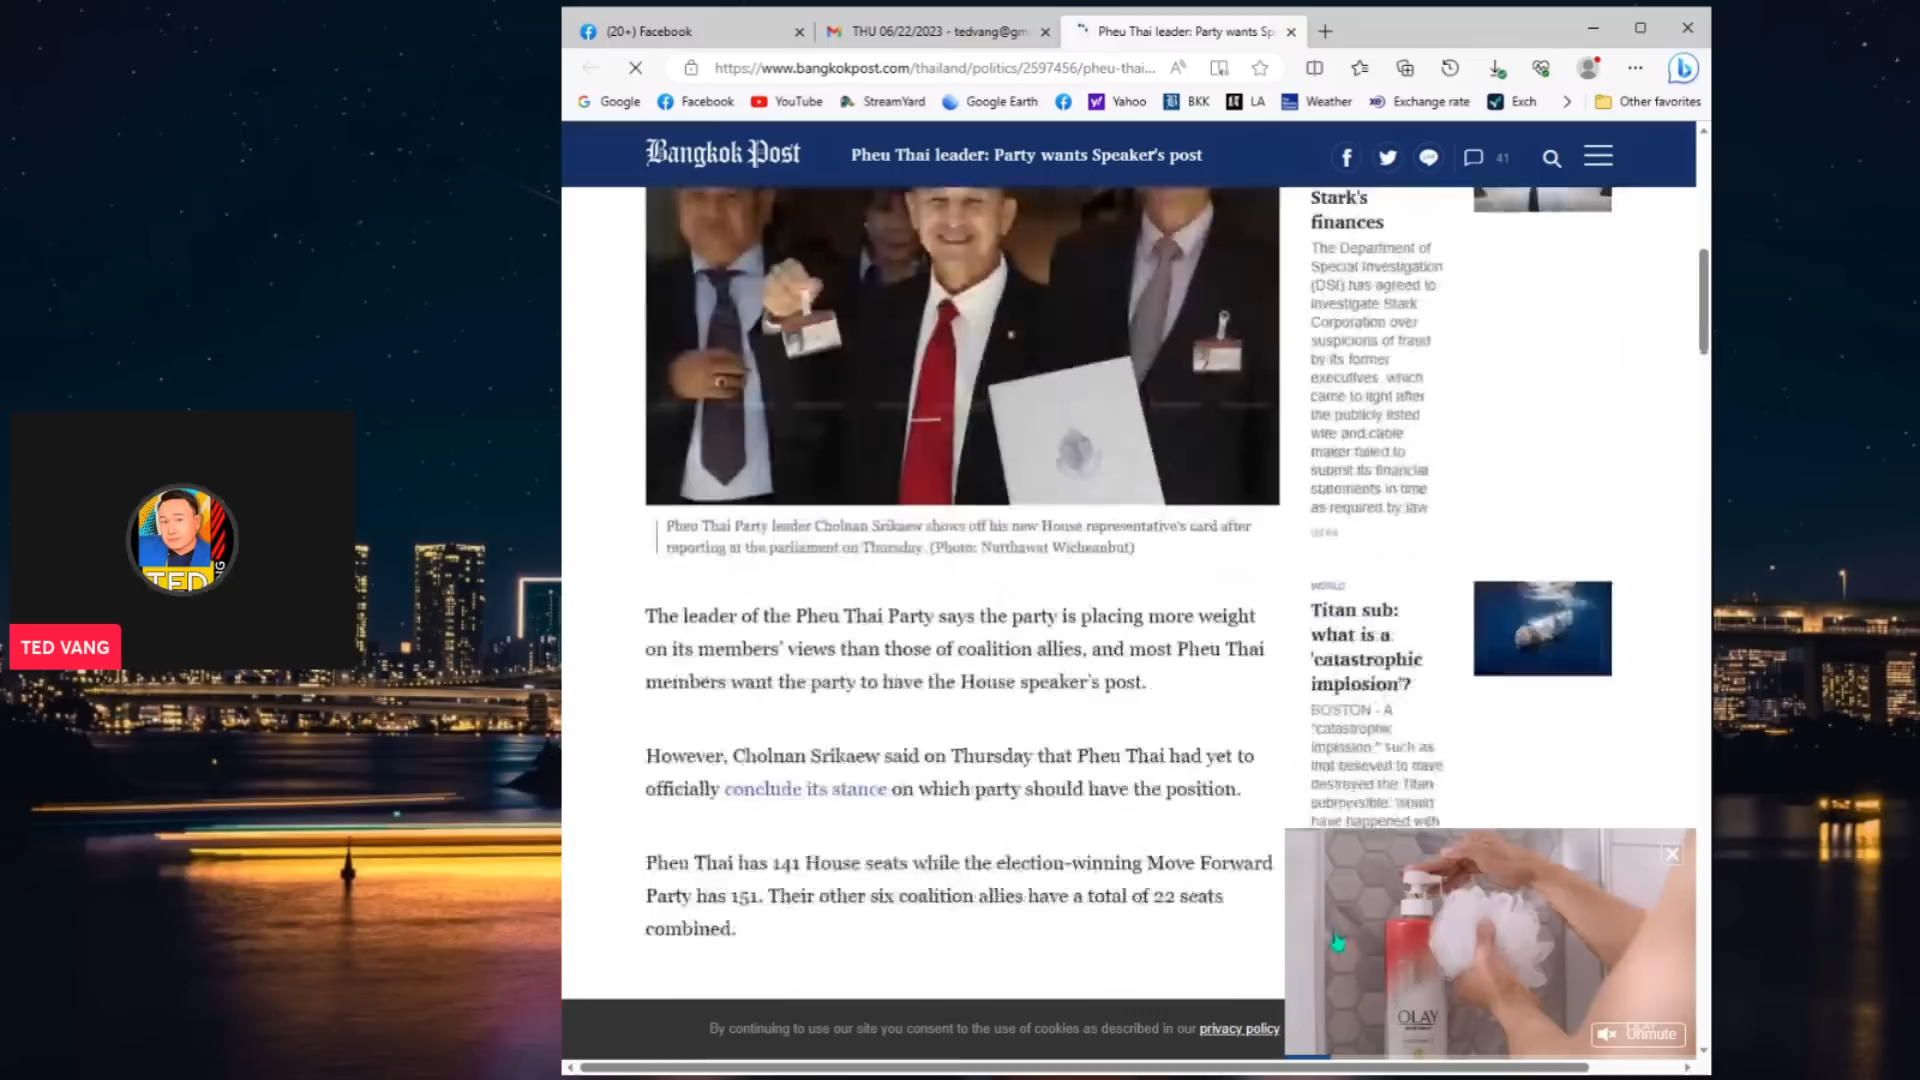 (20+) Facebook
THU 06/22/2023 - tedvang@gm
Pheu Thai leader: Party wants Sp
https://www.bangkokpost.com/thailand/politics/2597456/pheu-thai...
Google
Facebook
YouTube
StreamYard
Google Earth
Yahoo
BKK
LA
Weather
Exchange rate
Exch
Other favorites
Bangkok Post
Pheu Thai leader: Party wants Speaker's post
41
Pheu Thai Party leader Cholnan Srikaew shows off his new House representative's card after
reporting at the parliament on Thursday. (Photo: Nutthawat Wicheanbut)
The leader of the Pheu Thai Party says the party is placing more weight
on its members' views than those of coalition allies, and most Pheu Thai
members want the party to have the House speaker's post.
However, Cholnan Srikaew said on Thursday that Pheu Thai had yet to
officially conclude its stance on which party should have the position.
Pheu Thai has 141 House seats while the election-winning Move Forward
Party has 151. Their other six coalition allies have a total of 22 seats
combined.
Stark's
finances
The Department of
Special Investigation
(DSI) has agreed to
investigate Stark
Corporation over
suspicions of fraud
by its former
executives, which
came to light after
the publicly listed
wire and cable
maker failed to
submit its financial
statements in time
as required by law
WORLD
Titan sub:
what is a
'catastrophic
implosion'?
BOSTON - A
"catastrophic
implosion" such as
that believed to have
destroyed the Titan
submersible would
have happened with
OLAY
Unmute
By continuing to use our site you consent to the use of cookies as described in our privacy policy
TED
TED VANG